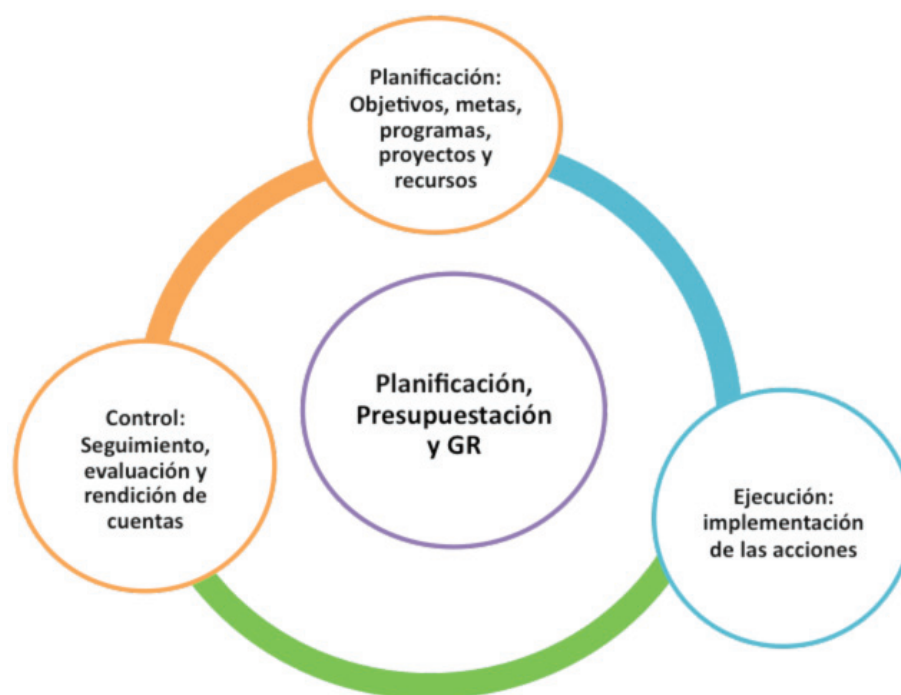 Planificación:
Objetivos, metas,
programas,
proyectos y
recursos
Planificación,
Presupuestación
y GR
Control:
Seguimiento,
evaluación y
rendición de
cuentas
Ejecución:
implementación
de las acciones